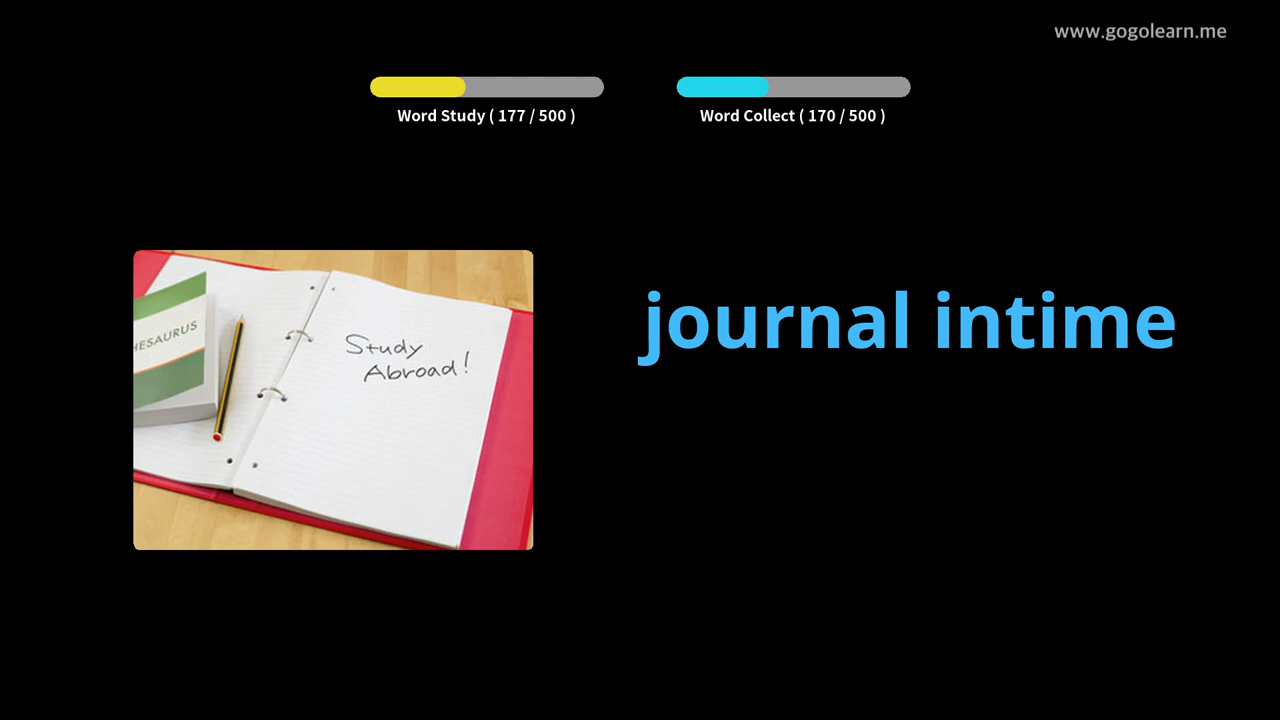 www.gogolearn.me
Word Study ( 177 / 500 )
Word Collect ( 170 / 500 )
journal intime
HESAURUS
Study
Abroad!